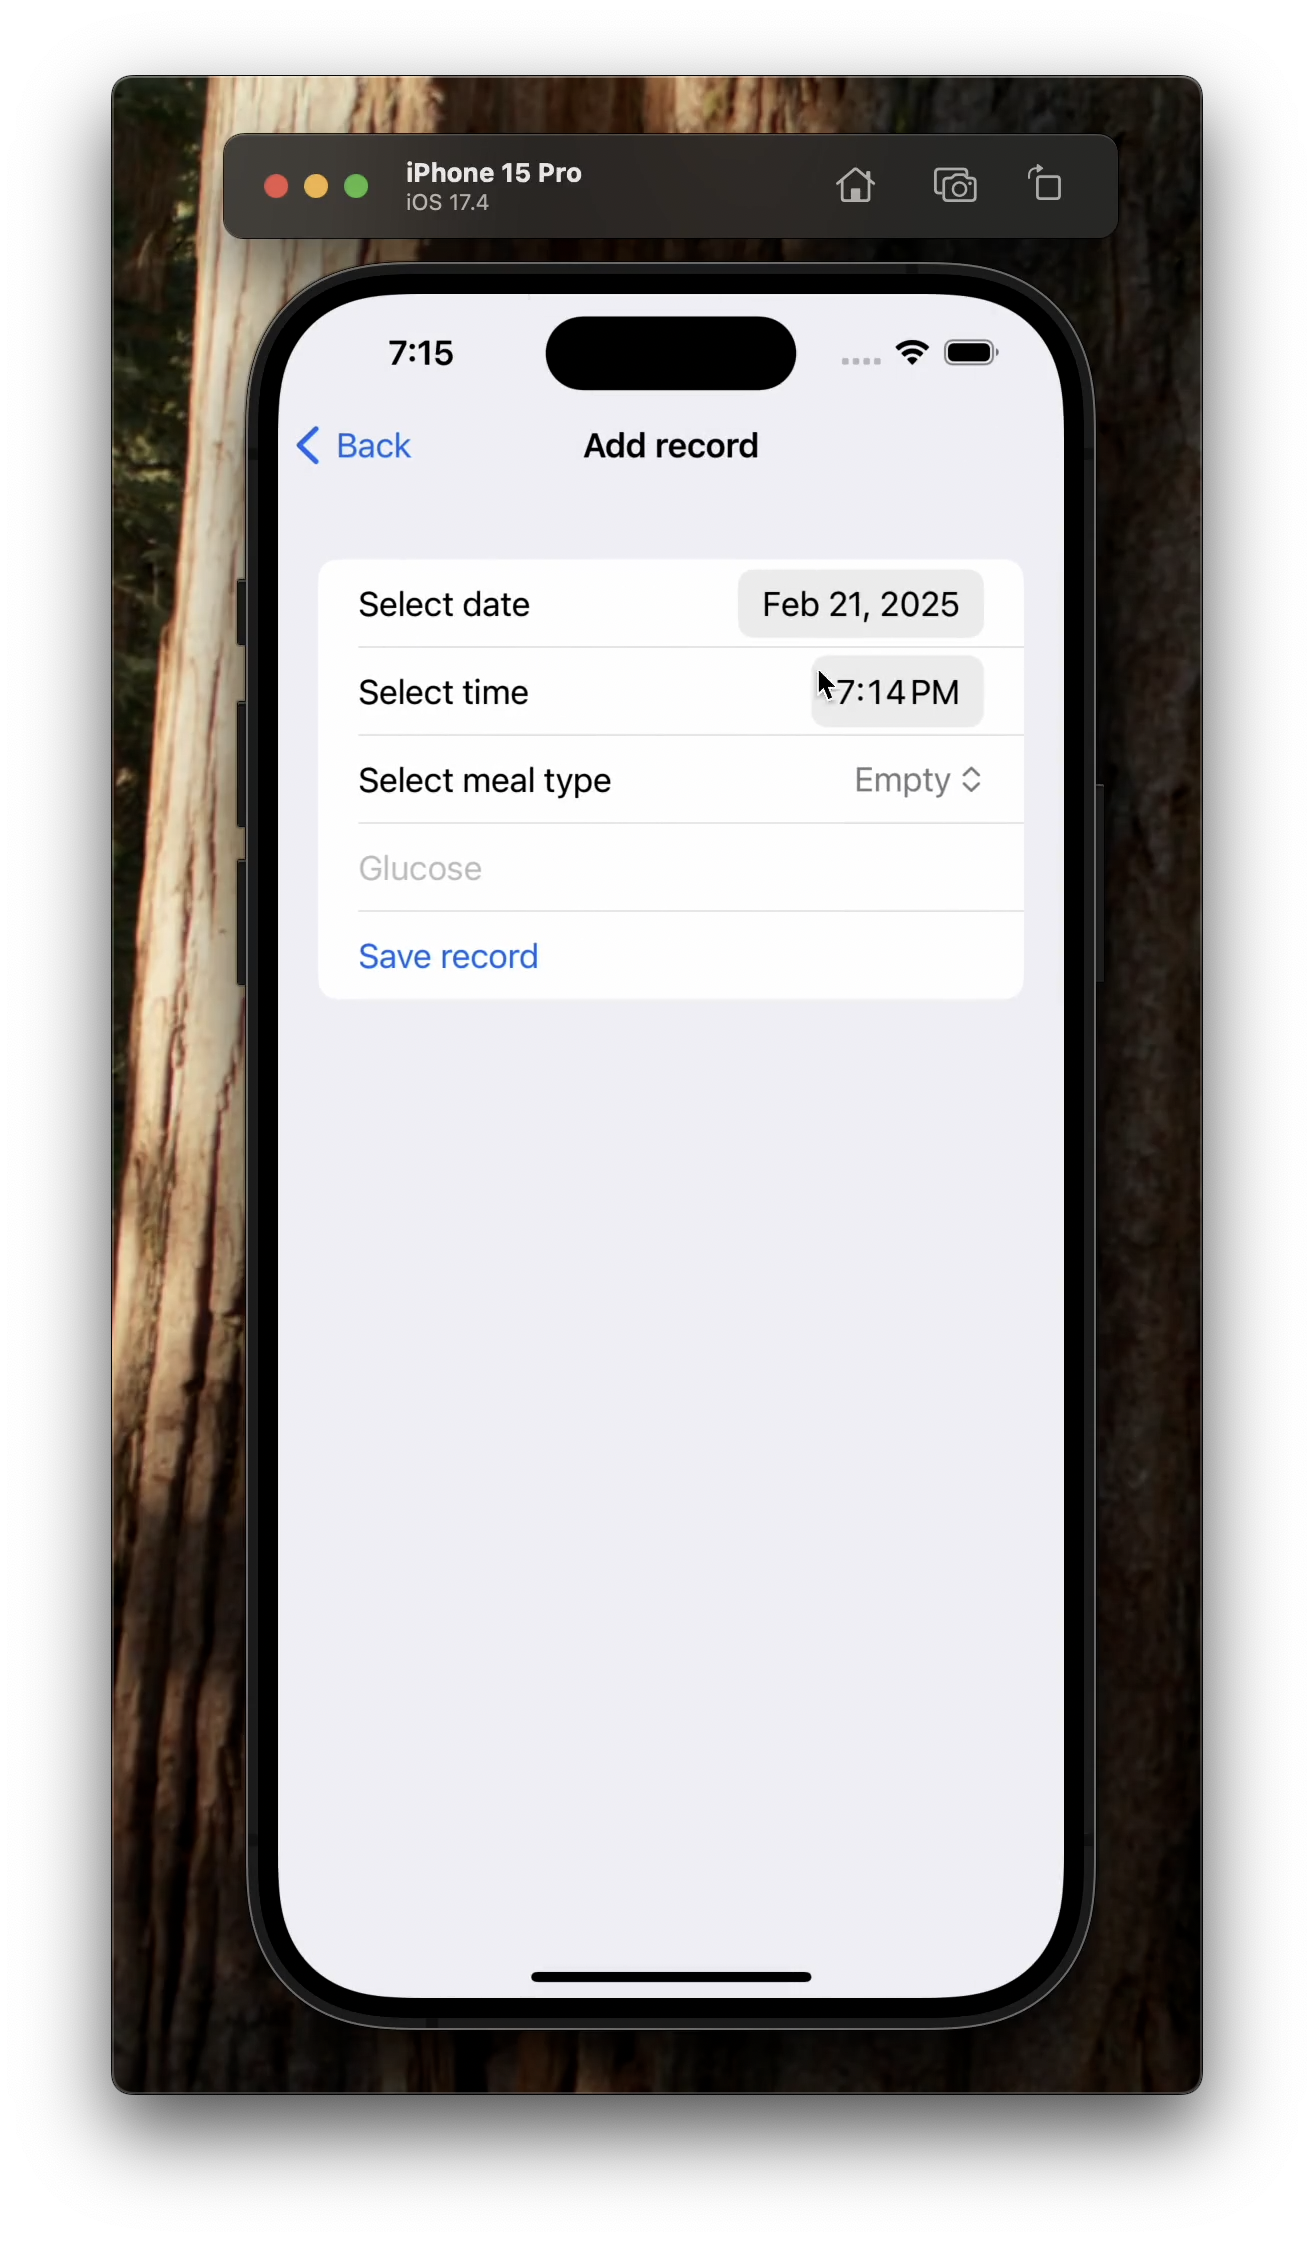 iPhone 15 Pro
iOS 17.4
7:15
Back
Add record
Select date Feb 21, 2025
Select time 7:14 PM
Select meal type Empty
Glucose
Save record